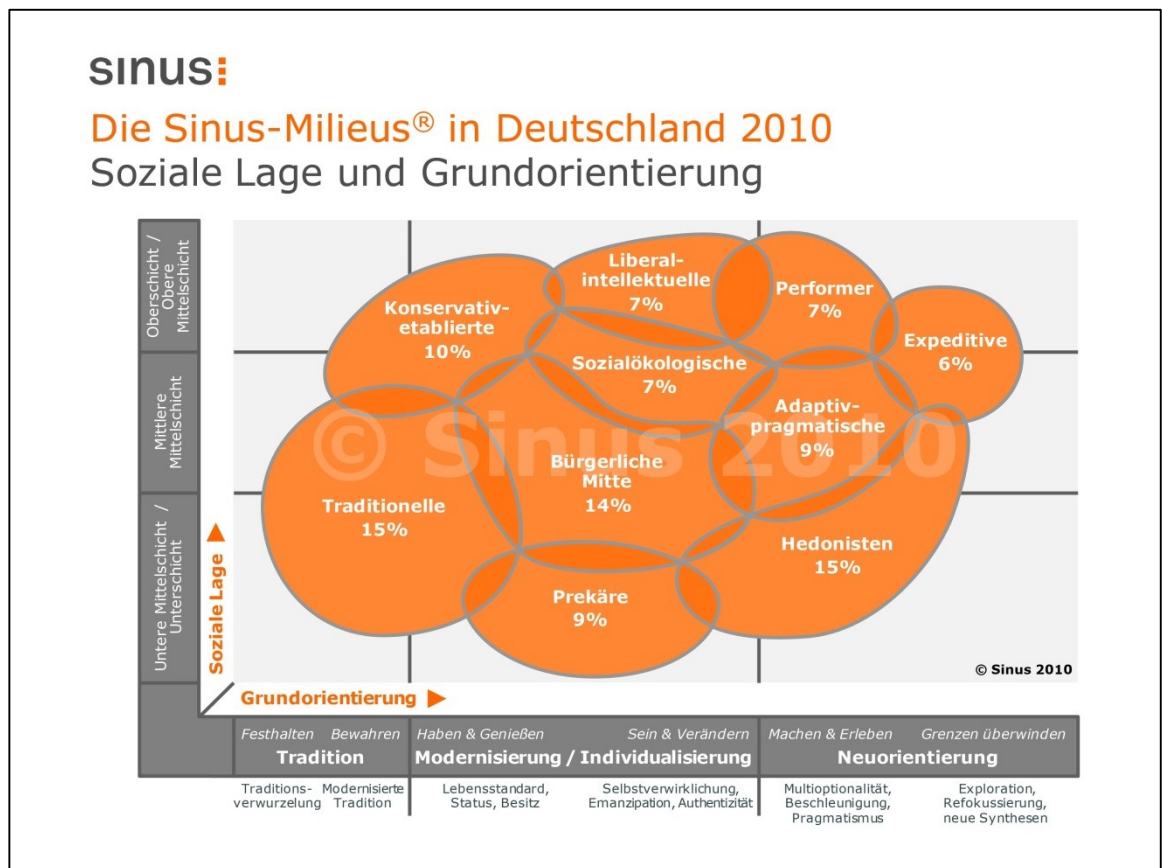 sınus
Die Sinus-Milieus® in Deutschland 2010
Soziale Lage und Grundorientierung
Oberschicht /
Obere
Mittelschicht
Mittlere
Mittelschicht
Untere Mittelschicht /
Unterschicht
Soziale Lage ▶
Konservativ-
etablierte
10%
Liberal-
intellektuelle
7%
Performer
7%
Expeditive
6%
Sozialökologische
7%
Adaptiv-
pragmatische
9%
© Sinus 2010
Bürgerliche
Mitte
14%
Traditionelle
15%
Hedonisten
15%
Prekäre
9%
© Sinus 2010
Grundorientierung ▶
Festhalten Bewahren
Tradition
Haben & Genießen Sein & Verändern
Modernisierung / Individualisierung
Machen & Erleben Grenzen überwinden
Neuorientierung
Traditions-
verwurzelung
Modernisierte
Tradition
Lebensstandard,
Status, Besitz
Selbstverwirklichung,
Emanzipation, Authentizität
Multioptionalität,
Beschleunigung,
Pragmatismus
Exploration,
Refokussierung,
neue Synthesen